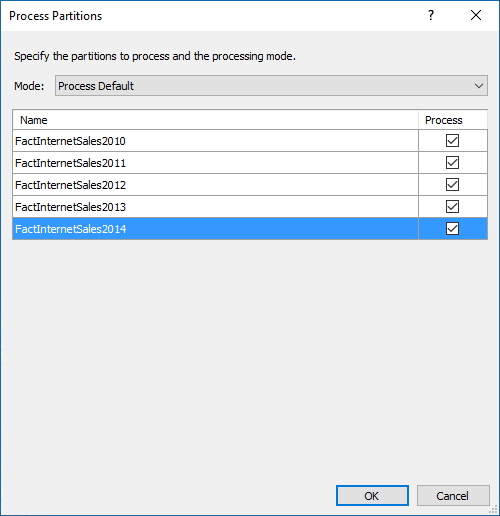 Process Partitions
Specify the partitions to process and the processing mode.
Mode: Process Default
Name Process
FactInternetSales2010
FactInternetSales2011
FactInternetSales2012
FactInternetSales2013
FactInternetSales2014
OK Cancel